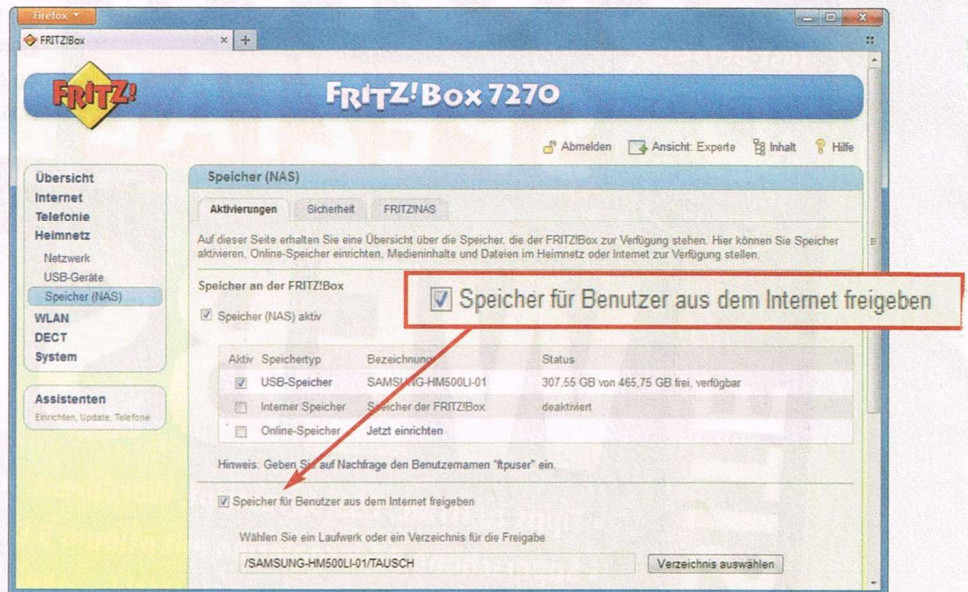 Firefox
FRITZ!Box
FRITZ!
FRITZ!Box 7270
Abmelden Ansicht: Experte Inhalt Hilfe
Übersicht
Internet
Telefonie
Heimnetz
Netzwerk
USB-Geräte
Speicher (NAS)
WLAN
DECT
System
Assistenten
Einrichten, Update, Telefone
Speicher (NAS)
Aktivierungen Sicherheit FRITZ!NAS
Auf dieser Seite erhalten Sie eine Übersicht über die Speicher, die der FRITZ!Box zur Verfügung stehen. Hier können Sie Speicher
aktivieren, Online-Speicher einrichten, Medieninhalte und Dateien im Heimnetz oder Internet zur Verfügung stellen.
Speicher an der FRITZ!Box
Speicher für Benutzer aus dem Internet freigeben
Speicher (NAS) aktiv
Aktiv Speichertyp Bezeichnung Status
USB-Speicher SAMSUNG-HM500LI-01 307,55 GB von 465,75 GB frei, verfügbar
Interner Speicher Speicher der FRITZ!Box deaktiviert
Online-Speicher Jetzt einrichten
Hinweis: Geben Sie auf Nachfrage den Benutzernamen "ftpuser" ein.
Speicher für Benutzer aus dem Internet freigeben
Wählen Sie ein Laufwerk oder ein Verzeichnis für die Freigabe
/SAMSUNG-HM500LI-01/TAUSCH Verzeichnis auswählen